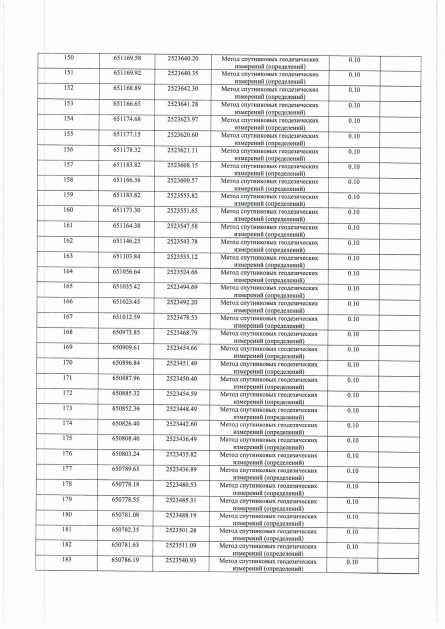 150 651169.58 2523640.20 Метод спутниковых геодезических измерений (определений) 0.10
151 651169.92 2523640.35 Метод спутниковых геодезических измерений (определений) 0.10
152 651168.89 2523642.30 Метод спутниковых геодезических измерений (определений) 0.10
153 651166.65 2523641.28 Метод спутниковых геодезических измерений (определений) 0.10
154 651174.68 2523623.97 Метод спутниковых геодезических измерений (определений) 0.10
155 651177.15 2523620.60 Метод спутниковых геодезических измерений (определений) 0.10
156 651178.32 2523621.11 Метод спутниковых геодезических измерений (определений) 0.10
157 651183.82 2523608.15 Метод спутниковых геодезических измерений (определений) 0.10
158 651166.36 2523600.57 Метод спутниковых геодезических измерений (определений) 0.10
159 651183.82 2523553.82 Метод спутниковых геодезических измерений (определений) 0.10
160 651173.30 2523551.65 Метод спутниковых геодезических измерений (определений) 0.10
161 651164.38 2523547.58 Метод спутниковых геодезических измерений (определений) 0.10
162 651146.23 2523543.78 Метод спутниковых геодезических измерений (определений) 0.10
163 651103.84 2523535.12 Метод спутниковых геодезических измерений (определений) 0.10
164 651056.64 2523524.66 Метод спутниковых геодезических измерений (определений) 0.10
165 651035.42 2523494.69 Метод спутниковых геодезических измерений (определений) 0.10
166 651023.45 2523492.20 Метод спутниковых геодезических измерений (определений) 0.10
167 651012.59 2523478.53 Метод спутниковых геодезических измерений (определений) 0.10
168 650973.85 2523468.79 Метод спутниковых геодезических измерений (определений) 0.10
169 650909.61 2523454.66 Метод спутниковых геодезических измерений (определений) 0.10
170 650896.84 2523451.49 Метод спутниковых геодезических измерений (определений) 0.10
171 650887.96 2523450.40 Метод спутниковых геодезических измерений (определений) 0.10
172 650885.32 2523454.59 Метод спутниковых геодезических измерений (определений) 0.10
173 650852.36 2523448.49 Метод спутниковых геодезических измерений (определений) 0.10
174 650826.40 2523442.60 Метод спутниковых геодезических измерений (определений) 0.10
175 650808.40 2523436.49 Метод спутниковых геодезических измерений (определений) 0.10
176 650803.24 2523435.82 Метод спутниковых геодезических измерений (определений) 0.10
177 650789.65 2523436.89 Метод спутниковых геодезических измерений (определений) 0.10
178 650778.18 2523480.53 Метод спутниковых геодезических измерений (определений) 0.10
179 650778.55 2523485.31 Метод спутниковых геодезических измерений (определений) 0.10
180 650781.08 2523488.19 Метод спутниковых геодезических измерений (определений) 0.10
181 650782.35 2523501.28 Метод спутниковых геодезических измерений (определений) 0.10
182 650781.63 2523511.09 Метод спутниковых геодезических измерений (определений) 0.10
183 650786.19 2523540.93 Метод спутниковых геодезических измерений (определений) 0.10